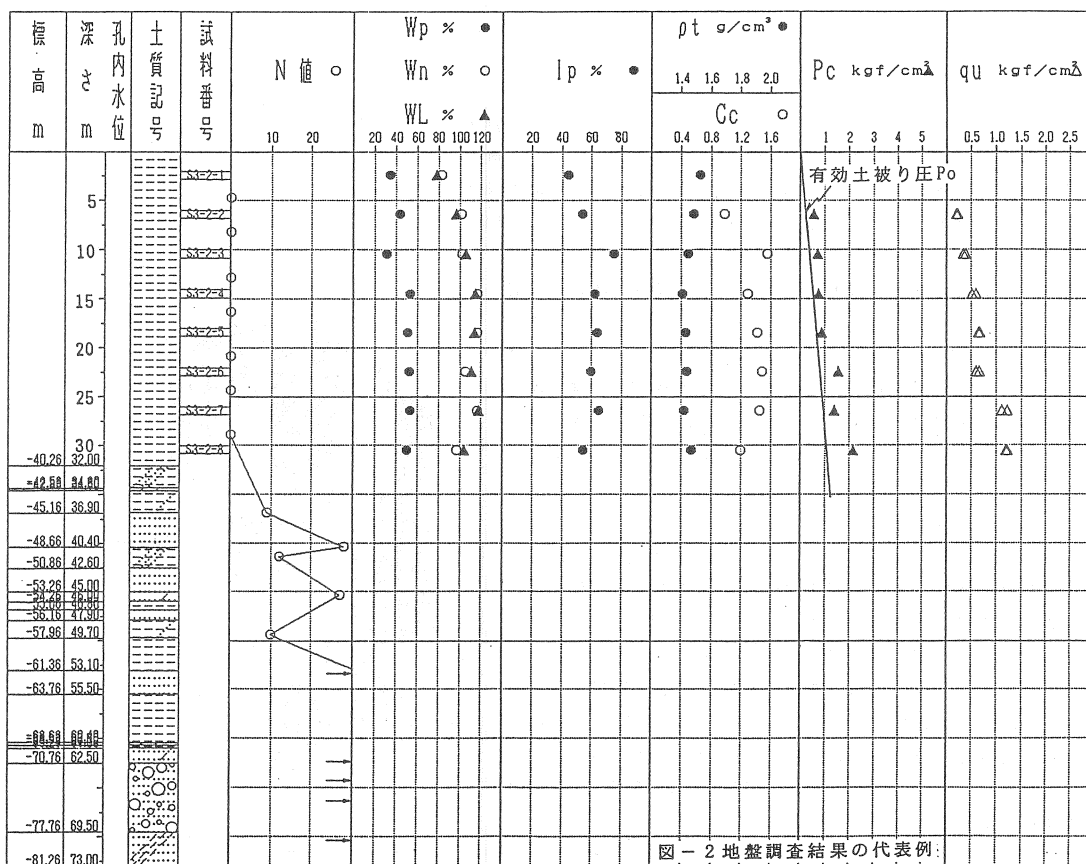 標高 m
深さ m
孔内水位
土質記号
試料番号
N 値 ○
10 20
Wp % ●
Wn % ○
WL % ▲
20 40 60 80 100 120
Ip % ●
20 40 60 80
ρt g/cm³ ●
1.4 1.6 1.8 2.0
Cc ○
0.4 0.8 1.2 1.6
Pc kgf/cm² ▲
1 2 3 4 5
qu kgf/cm² △
0.5 1.0 1.5 2.0 2.5
有効土被り圧Po
S3-2-1
5
S3-2-2
10
S3-2-3
15
S3-2-4
S3-2-5
20
S3-2-6
25
S3-2-7
30
S3-2-8
-40.26 32.00
-45.16 36.90
-48.66 40.40
-50.86 42.60
-53.26 45.00
-56.16 47.90
-57.96 49.70
-61.36 53.10
-63.76 55.50
-70.76 62.50
-77.76 69.50
-81.26 73.00
図－2地盤調査結果の代表例